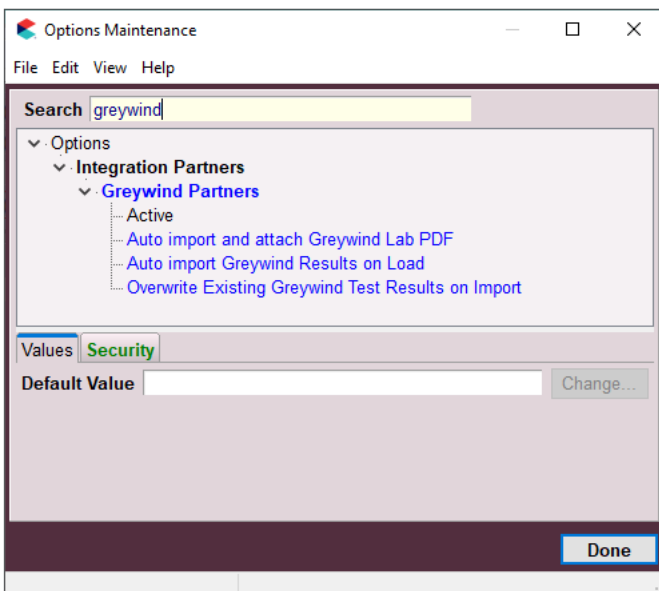 Options Maintenance
File Edit View Help
Search greywind
Options
Integration Partners
Greywind Partners
Active
Auto import and attach Greywind Lab PDF
Auto import Greywind Results on Load
Overwrite Existing Greywind Test Results on Import
Values Security
Default Value Change...
Done